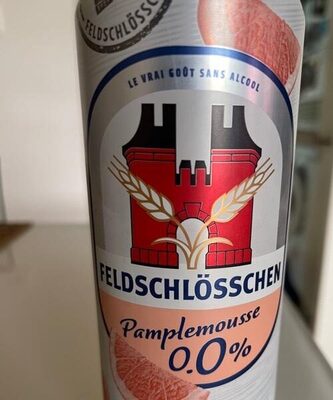 FELDSCHLÖSSCHEN
LE VRAI GOÛT SANS ALCOOL
FELDSCHLÖSSCHEN
Pamplemousse
0.0%